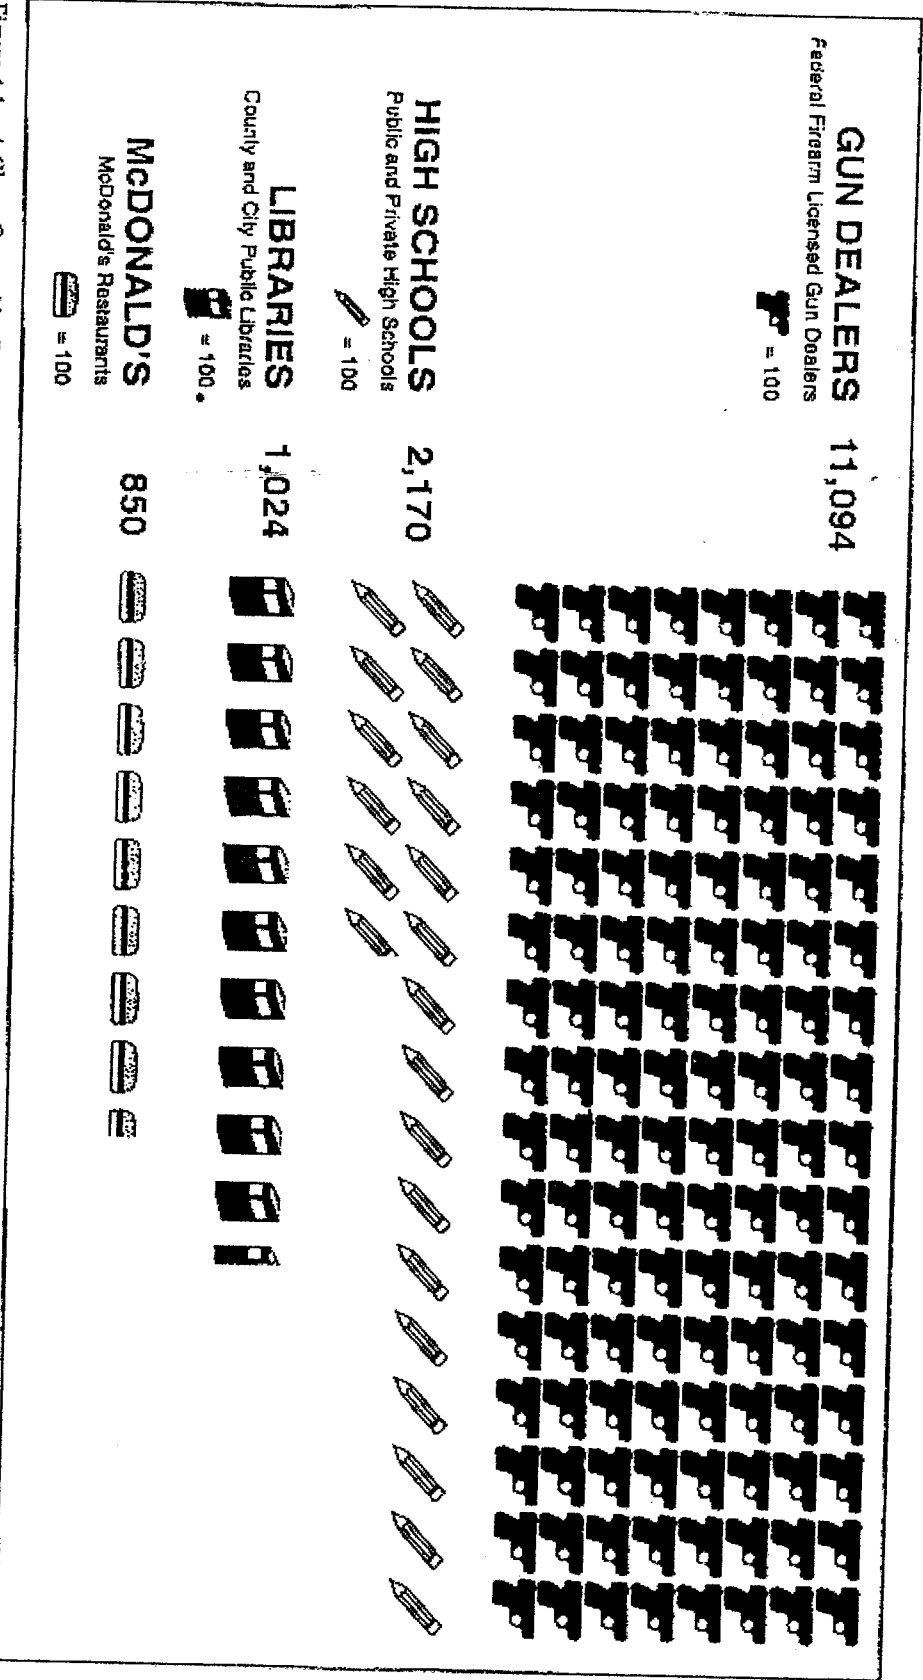 GUN DEALERS 11,094
Federal Firearm Licensed Gun Dealers
= 100
HIGH SCHOOLS 2,170
Public and Private High Schools
= 100
LIBRARIES 1,024
County and City Public Libraries
= 100
McDONALD'S 850
McDonald's Restaurants
= 100